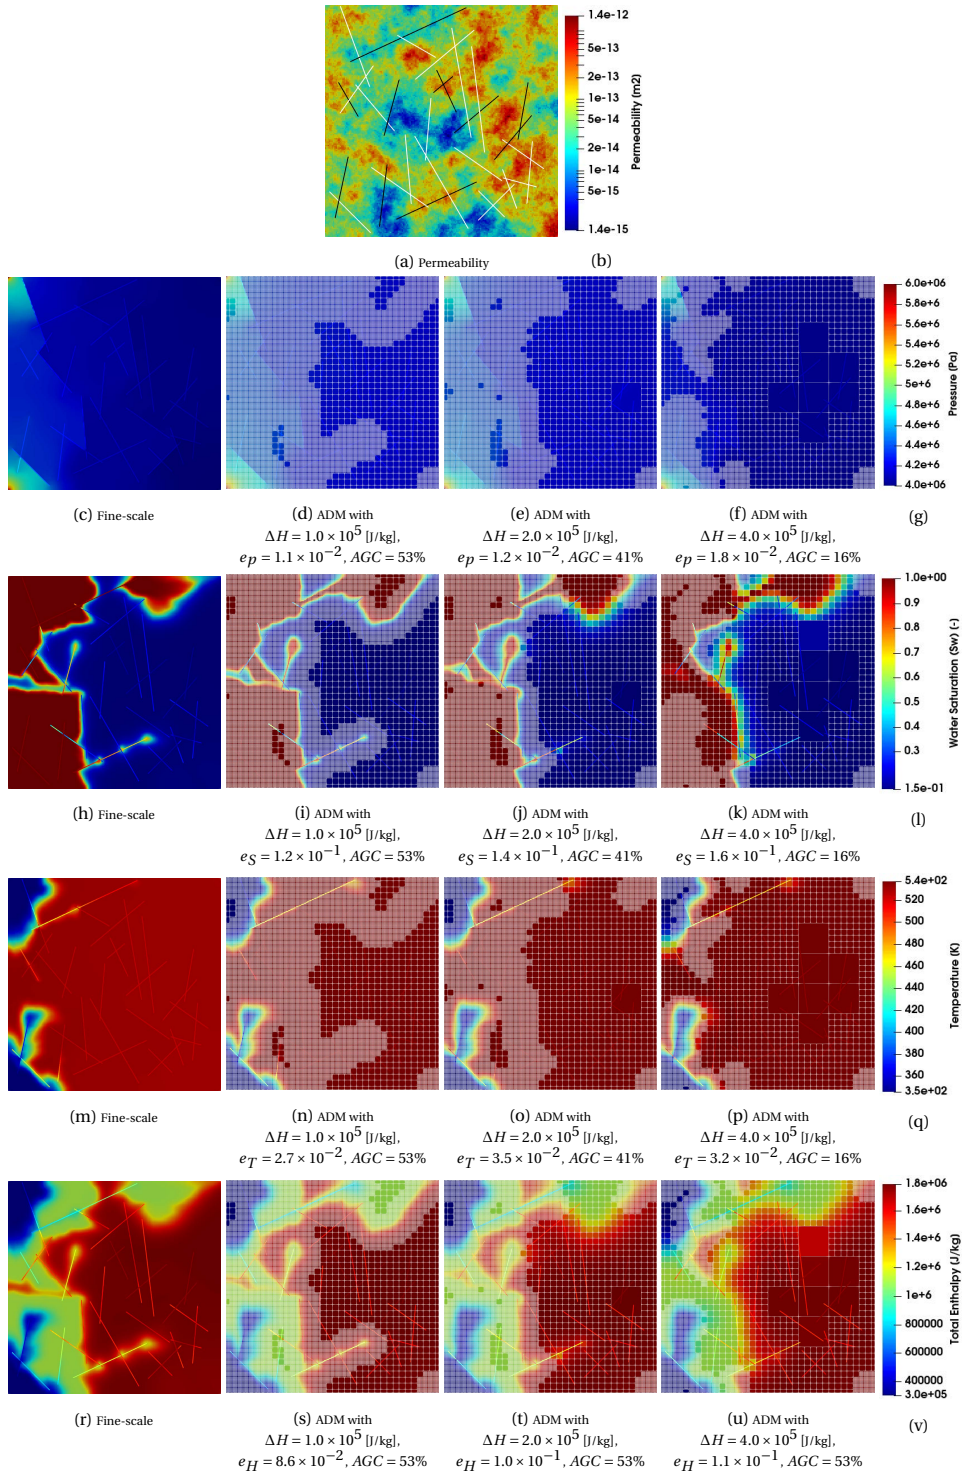 1.4e-12
5e-13
2e-13
1e-13
5e-14
2e-14
1e-14
5e-15
1.4e-15
Permeability (m2)
(a) Permeability
(b)
6.0e+06
5.8e+6
5.6e+6
5.4e+6
5.2e+6
5e+6
4.8e+6
4.6e+6
4.4e+6
4.2e+6
4.0e+06
Pressure (Pa)
(c) Fine-scale
(d) ADM with
ΔH = 1.0 × 10^5 [J/kg],
e_p = 1.1 × 10^−2, AGC = 53%
(e) ADM with
ΔH = 2.0 × 10^5 [J/kg],
e_p = 1.2 × 10^−2, AGC = 41%
(f) ADM with
ΔH = 4.0 × 10^5 [J/kg],
e_p = 1.8 × 10^−2, AGC = 16%
(g)
1.0e+00
0.9
0.8
0.7
0.6
0.5
0.4
0.3
1.5e-01
Water Saturation (Sw) (-)
(h) Fine-scale
(i) ADM with
ΔH = 1.0 × 10^5 [J/kg],
e_S = 1.2 × 10^−1, AGC = 53%
(j) ADM with
ΔH = 2.0 × 10^5 [J/kg],
e_S = 1.4 × 10^−1, AGC = 41%
(k) ADM with
ΔH = 4.0 × 10^5 [J/kg],
e_S = 1.6 × 10^−1, AGC = 16%
(l)
5.4e+02
520
500
480
460
440
420
400
380
360
3.5e+02
Temperature (K)
(m) Fine-scale
(n) ADM with
ΔH = 1.0 × 10^5 [J/kg],
e_T = 2.7 × 10^−2, AGC = 53%
(o) ADM with
ΔH = 2.0 × 10^5 [J/kg],
e_T = 3.5 × 10^−2, AGC = 41%
(p) ADM with
ΔH = 4.0 × 10^5 [J/kg],
e_T = 3.2 × 10^−2, AGC = 16%
(q)
1.8e+06
1.6e+6
1.4e+6
1.2e+6
1e+6
800000
600000
400000
3.0e+05
Total Enthalpy (J/kg)
(r) Fine-scale
(s) ADM with
ΔH = 1.0 × 10^5 [J/kg],
e_H = 8.6 × 10^−2, AGC = 53%
(t) ADM with
ΔH = 2.0 × 10^5 [J/kg],
e_H = 1.0 × 10^−1, AGC = 53%
(u) ADM with
ΔH = 4.0 × 10^5 [J/kg],
e_H = 1.1 × 10^−1, AGC = 53%
(v)